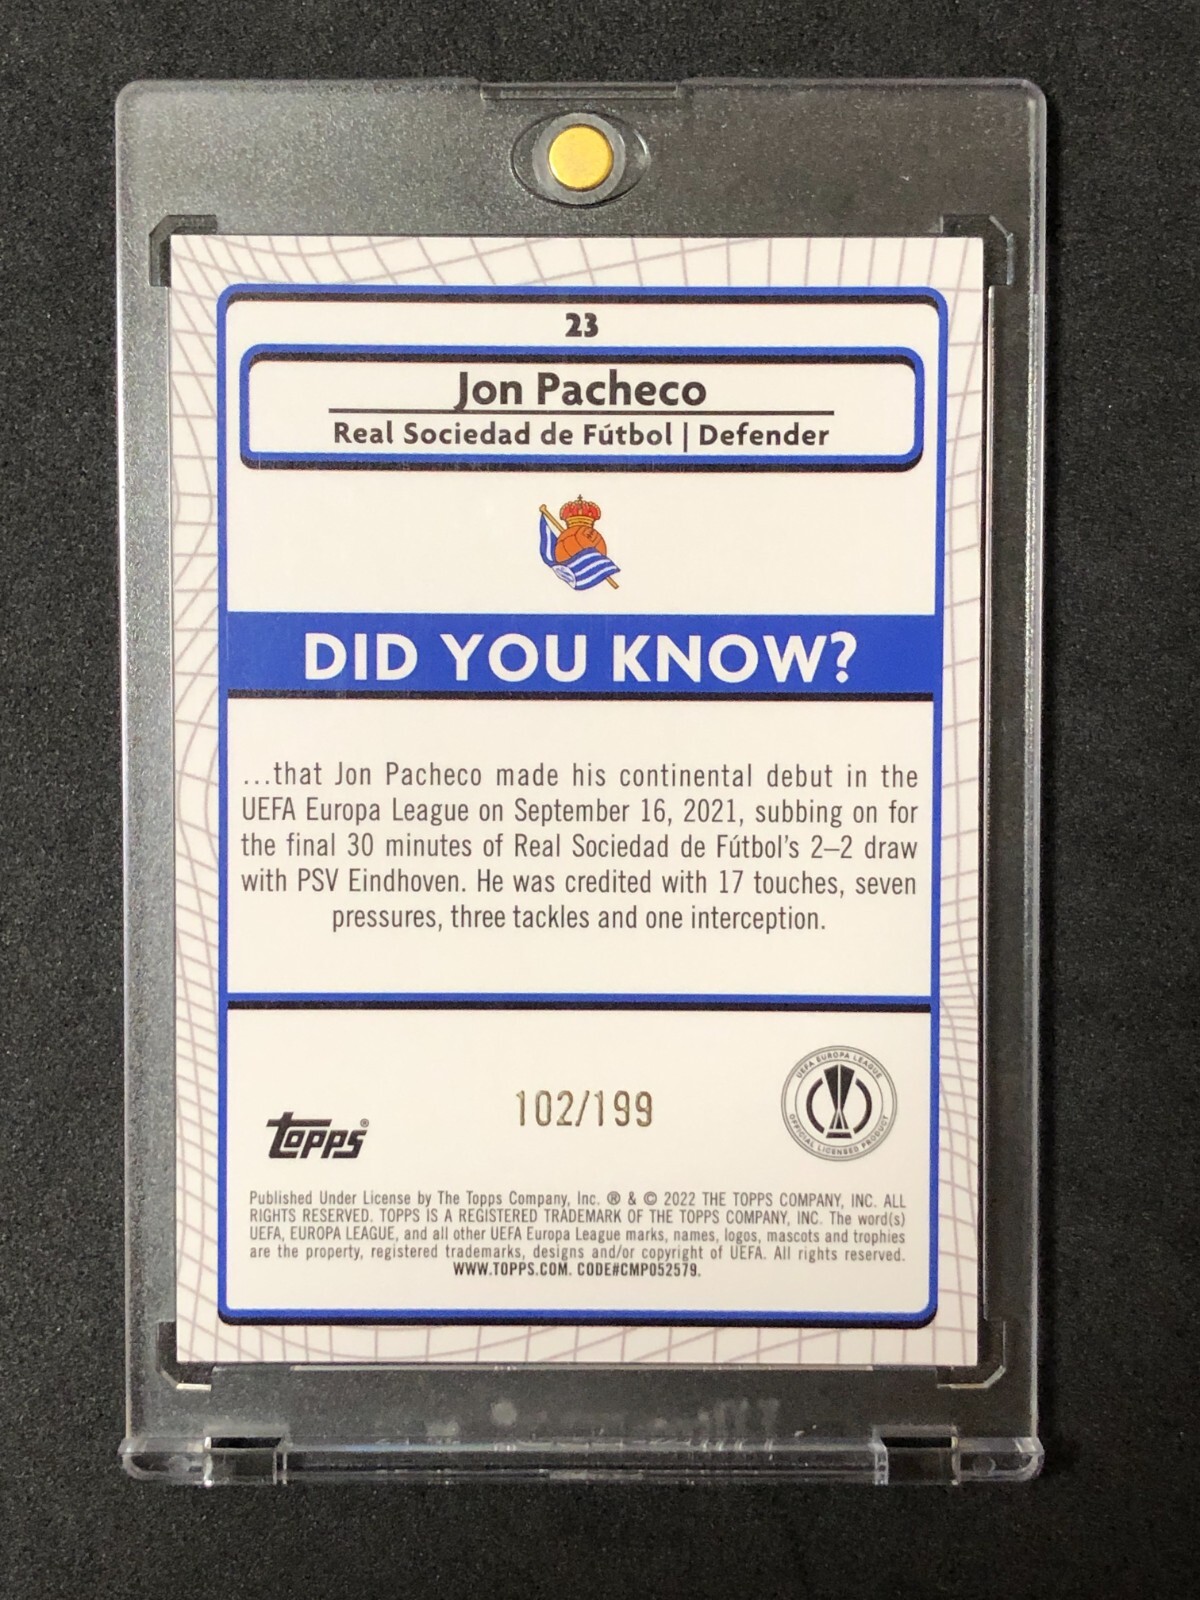 23
Jon Pacheco
Real Sociedad de Fútbol | Defender
DID YOU KNOW?
...that Jon Pacheco made his continental debut in the
UEFA Europa League on September 16, 2021, subbing on for
the final 30 minutes of Real Sociedad de Fútbol's 2–2 draw
with PSV Eindhoven. He was credited with 17 touches, seven
pressures, three tackles and one interception.
102/199
topps®
UEFA EUROPA LEAGUE
OFFICIAL LICENSED PRODUCT
Published Under License by The Topps Company, Inc. ® & © 2022 THE TOPPS COMPANY, INC. ALL
RIGHTS RESERVED. TOPPS IS A REGISTERED TRADEMARK OF THE TOPPS COMPANY, INC. The word(s)
UEFA, EUROPA LEAGUE, and all other UEFA Europa League marks, names, logos, mascots and trophies
are the property, registered trademarks, designs and/or copyright of UEFA. All rights reserved.
WWW.TOPPS.COM. CODE#CMP052579.